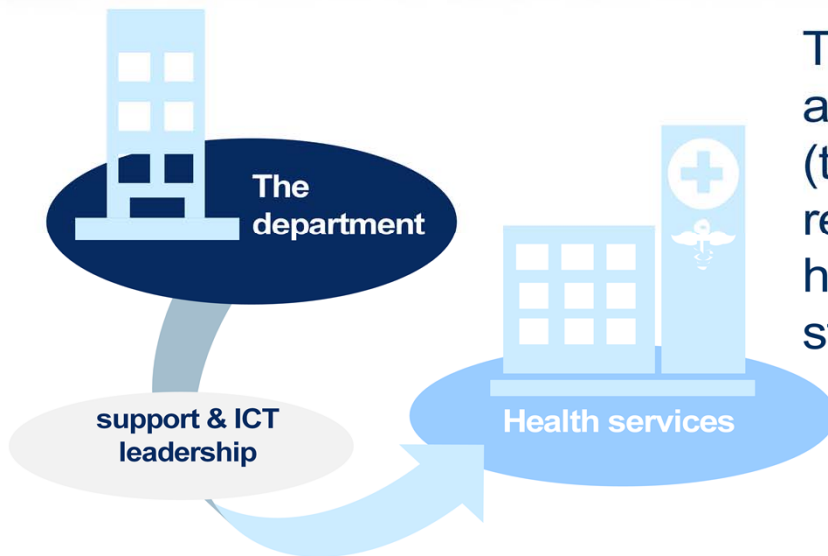 The
department
support & ICT
leadership
Health services